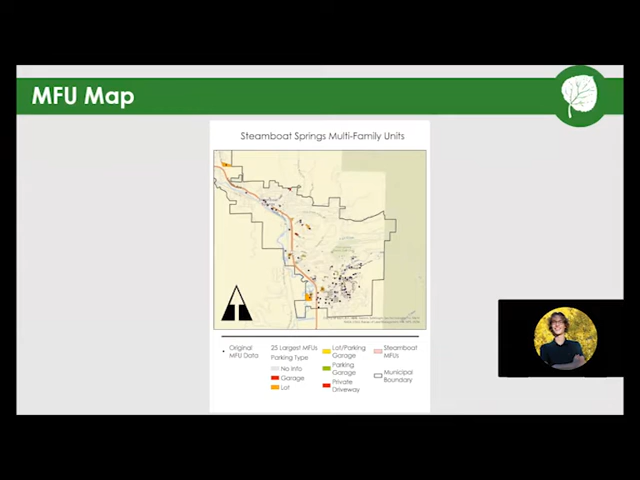 MFU Map
Steamboat Springs Multi-Family Units
Original
MFU Data
25 Largest MFUs
Parking Type
No Info
Garage
Lot
Lot/Parking
Garage
Parking
Garage
Private
Driveway
Steamboat
MFUs
Municipal
Boundary